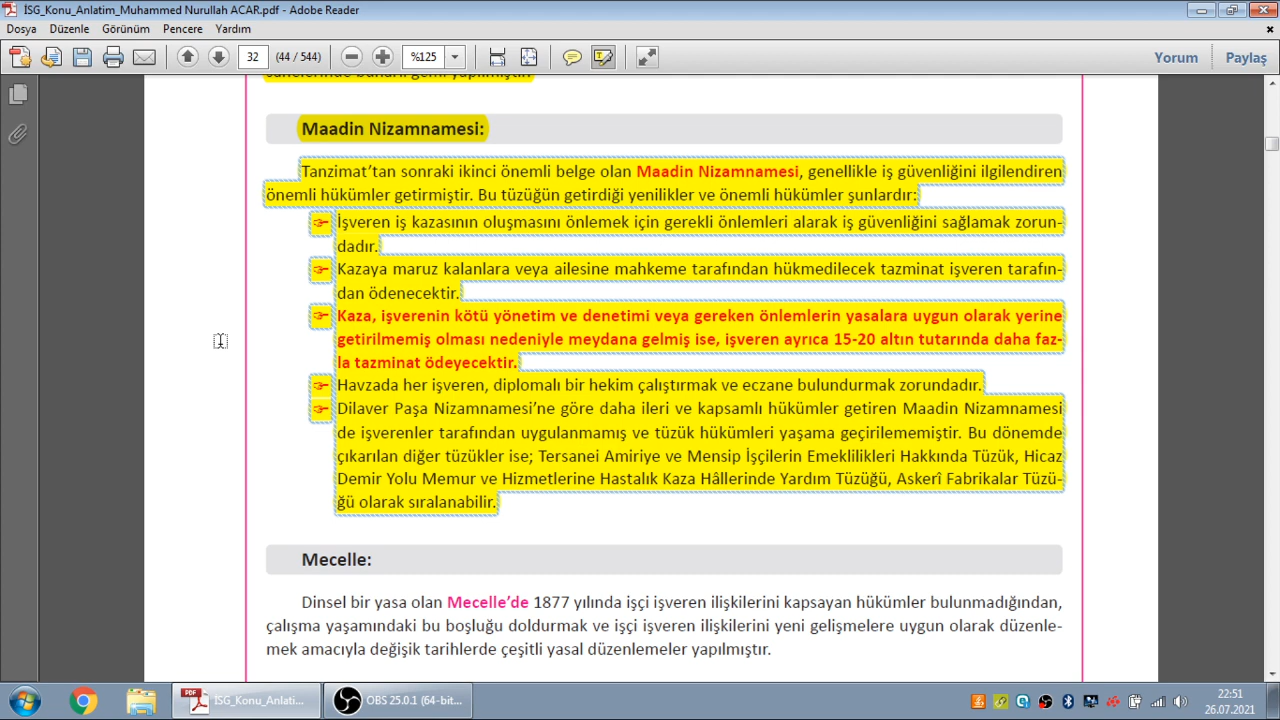 İSG_Konu_Anlatim_Muhammed Nurullah ACAR.pdf - Adobe Reader
Dosya Düzenle Görünüm Pencere Yardım
32 (44 / 544) %125 Yorum Paylaş
Maadin Nizamnamesi:
Tanzimat’tan sonraki ikinci önemli belge olan Maadin Nizamnamesi, genellikle iş güvenliğini ilgilendiren
önemli hükümler getirmiştir. Bu tüzüğün getirdiği yenilikler ve önemli hükümler şunlardır:
İşveren iş kazasının oluşmasını önlemek için gerekli önlemleri alarak iş güvenliğini sağlamak zorun-
dadır.
Kazaya maruz kalanlara veya ailesine mahkeme tarafından hükmedilecek tazminat işveren tarafın-
dan ödenecektir.
Kaza, işverenin kötü yönetim ve denetimi veya gereken önlemlerin yasalara uygun olarak yerine
getirilmemiş olması nedeniyle meydana gelmiş ise, işveren ayrıca 15-20 altın tutarında daha faz-
la tazminat ödeyecektir.
Havzada her işveren, diplomalı bir hekim çalıştırmak ve eczane bulundurmak zorundadır.
Dilaver Paşa Nizamnamesi’ne göre daha ileri ve kapsamlı hükümler getiren Maadin Nizamnamesi
de işverenler tarafından uygulanmamış ve tüzük hükümleri yaşama geçirilememiştir. Bu dönemde
çıkarılan diğer tüzükler ise; Tersanei Amiriye ve Mensip İşçilerin Emeklilikleri Hakkında Tüzük, Hicaz
Demir Yolu Memur ve Hizmetlerine Hastalık Kaza Hâllerinde Yardım Tüzüğü, Askerî Fabrikalar Tüzü-
ğü olarak sıralanabilir.
Mecelle:
Dinsel bir yasa olan Mecelle’de 1877 yılında işçi işveren ilişkilerini kapsayan hükümler bulunmadığından,
çalışma yaşamındaki bu boşluğu doldurmak ve işçi işveren ilişkilerini yeni gelişmelere uygun olarak düzenle-
mek amacıyla değişik tarihlerde çeşitli yasal düzenlemeler yapılmıştır.
İSG_Konu_Anlati... OBS 25.0.1 (64-bit... 22:51
26.07.2021